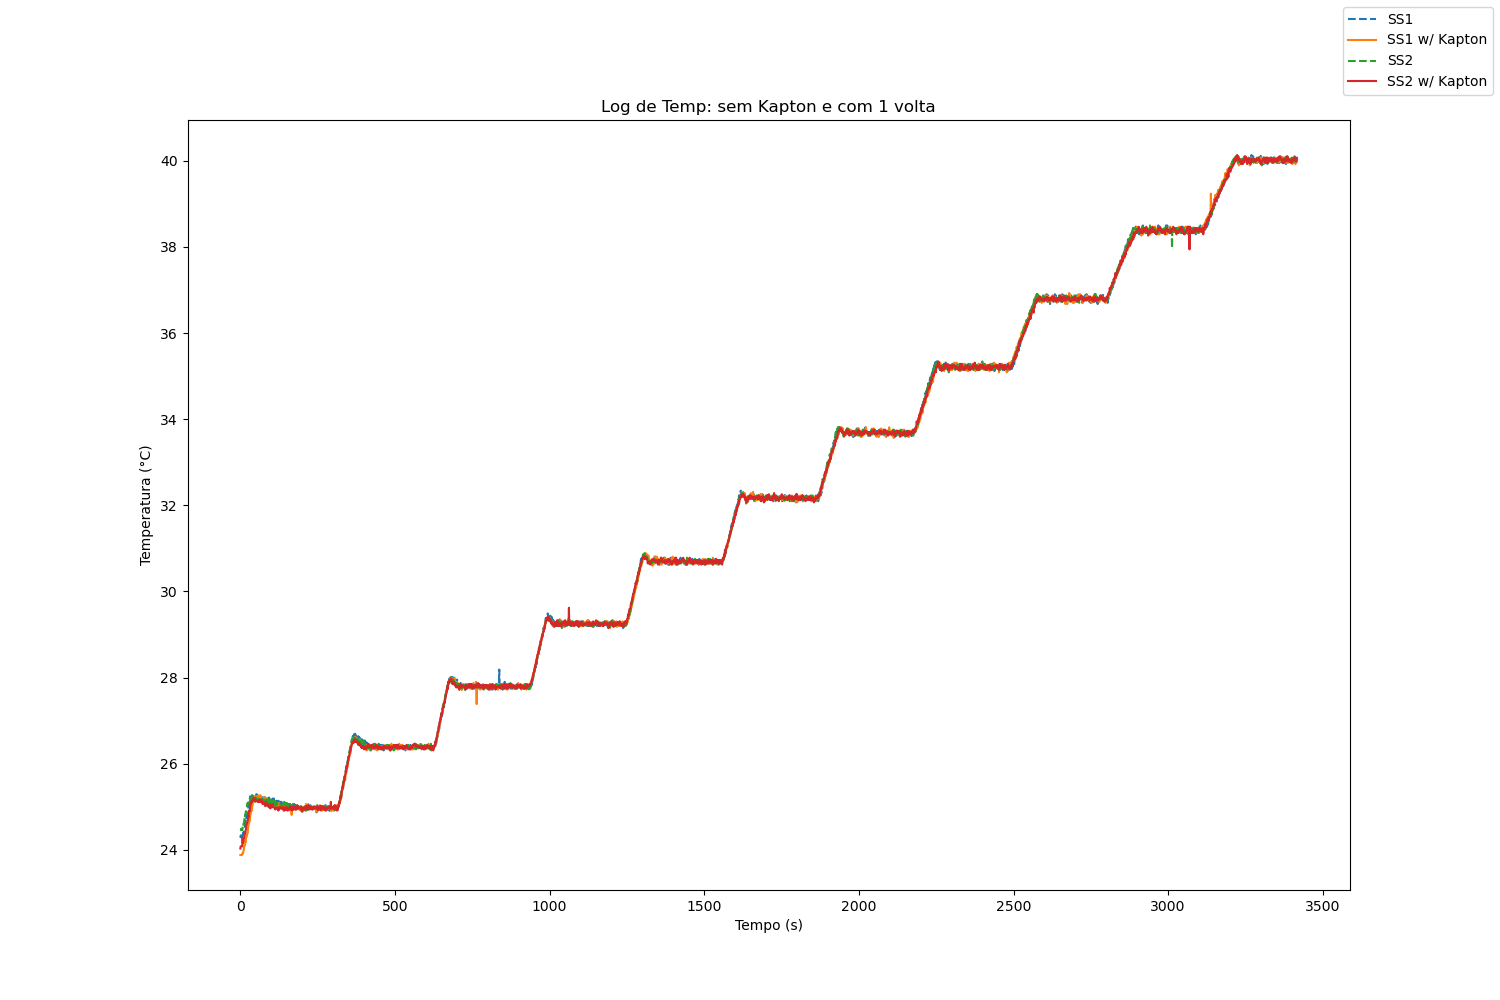 SS1
SS1 w/ Kapton
SS2
SS2 w/ Kapton
Log de Temp: sem Kapton e com 1 volta
40
38
36
34
32
30
28
26
24
Temperatura (°C)
0 500 1000 1500 2000 2500 3000 3500
Tempo (s)